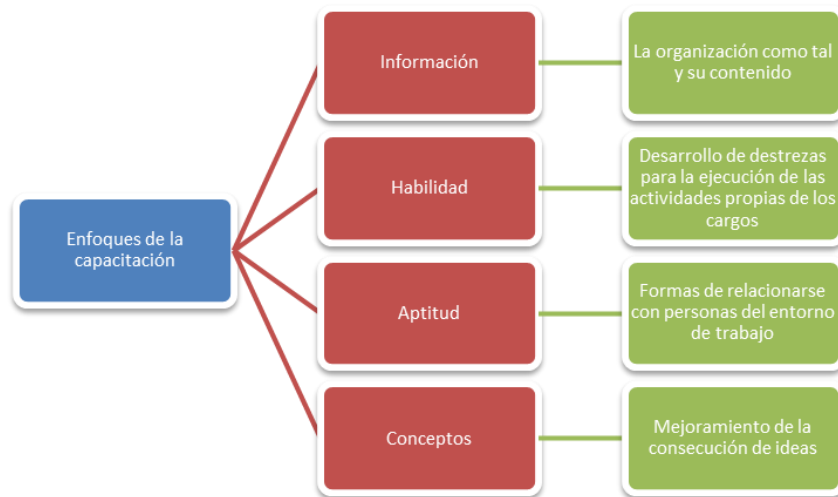 Enfoques de la
capacitación
Información
La organización como tal
y su contenido
Habilidad
Desarrollo de destrezas
para la ejecución de las
actividades propias de los
cargos
Aptitud
Formas de relacionarse
con personas del entorno
de trabajo
Conceptos
Mejoramiento de la
consecución de ideas